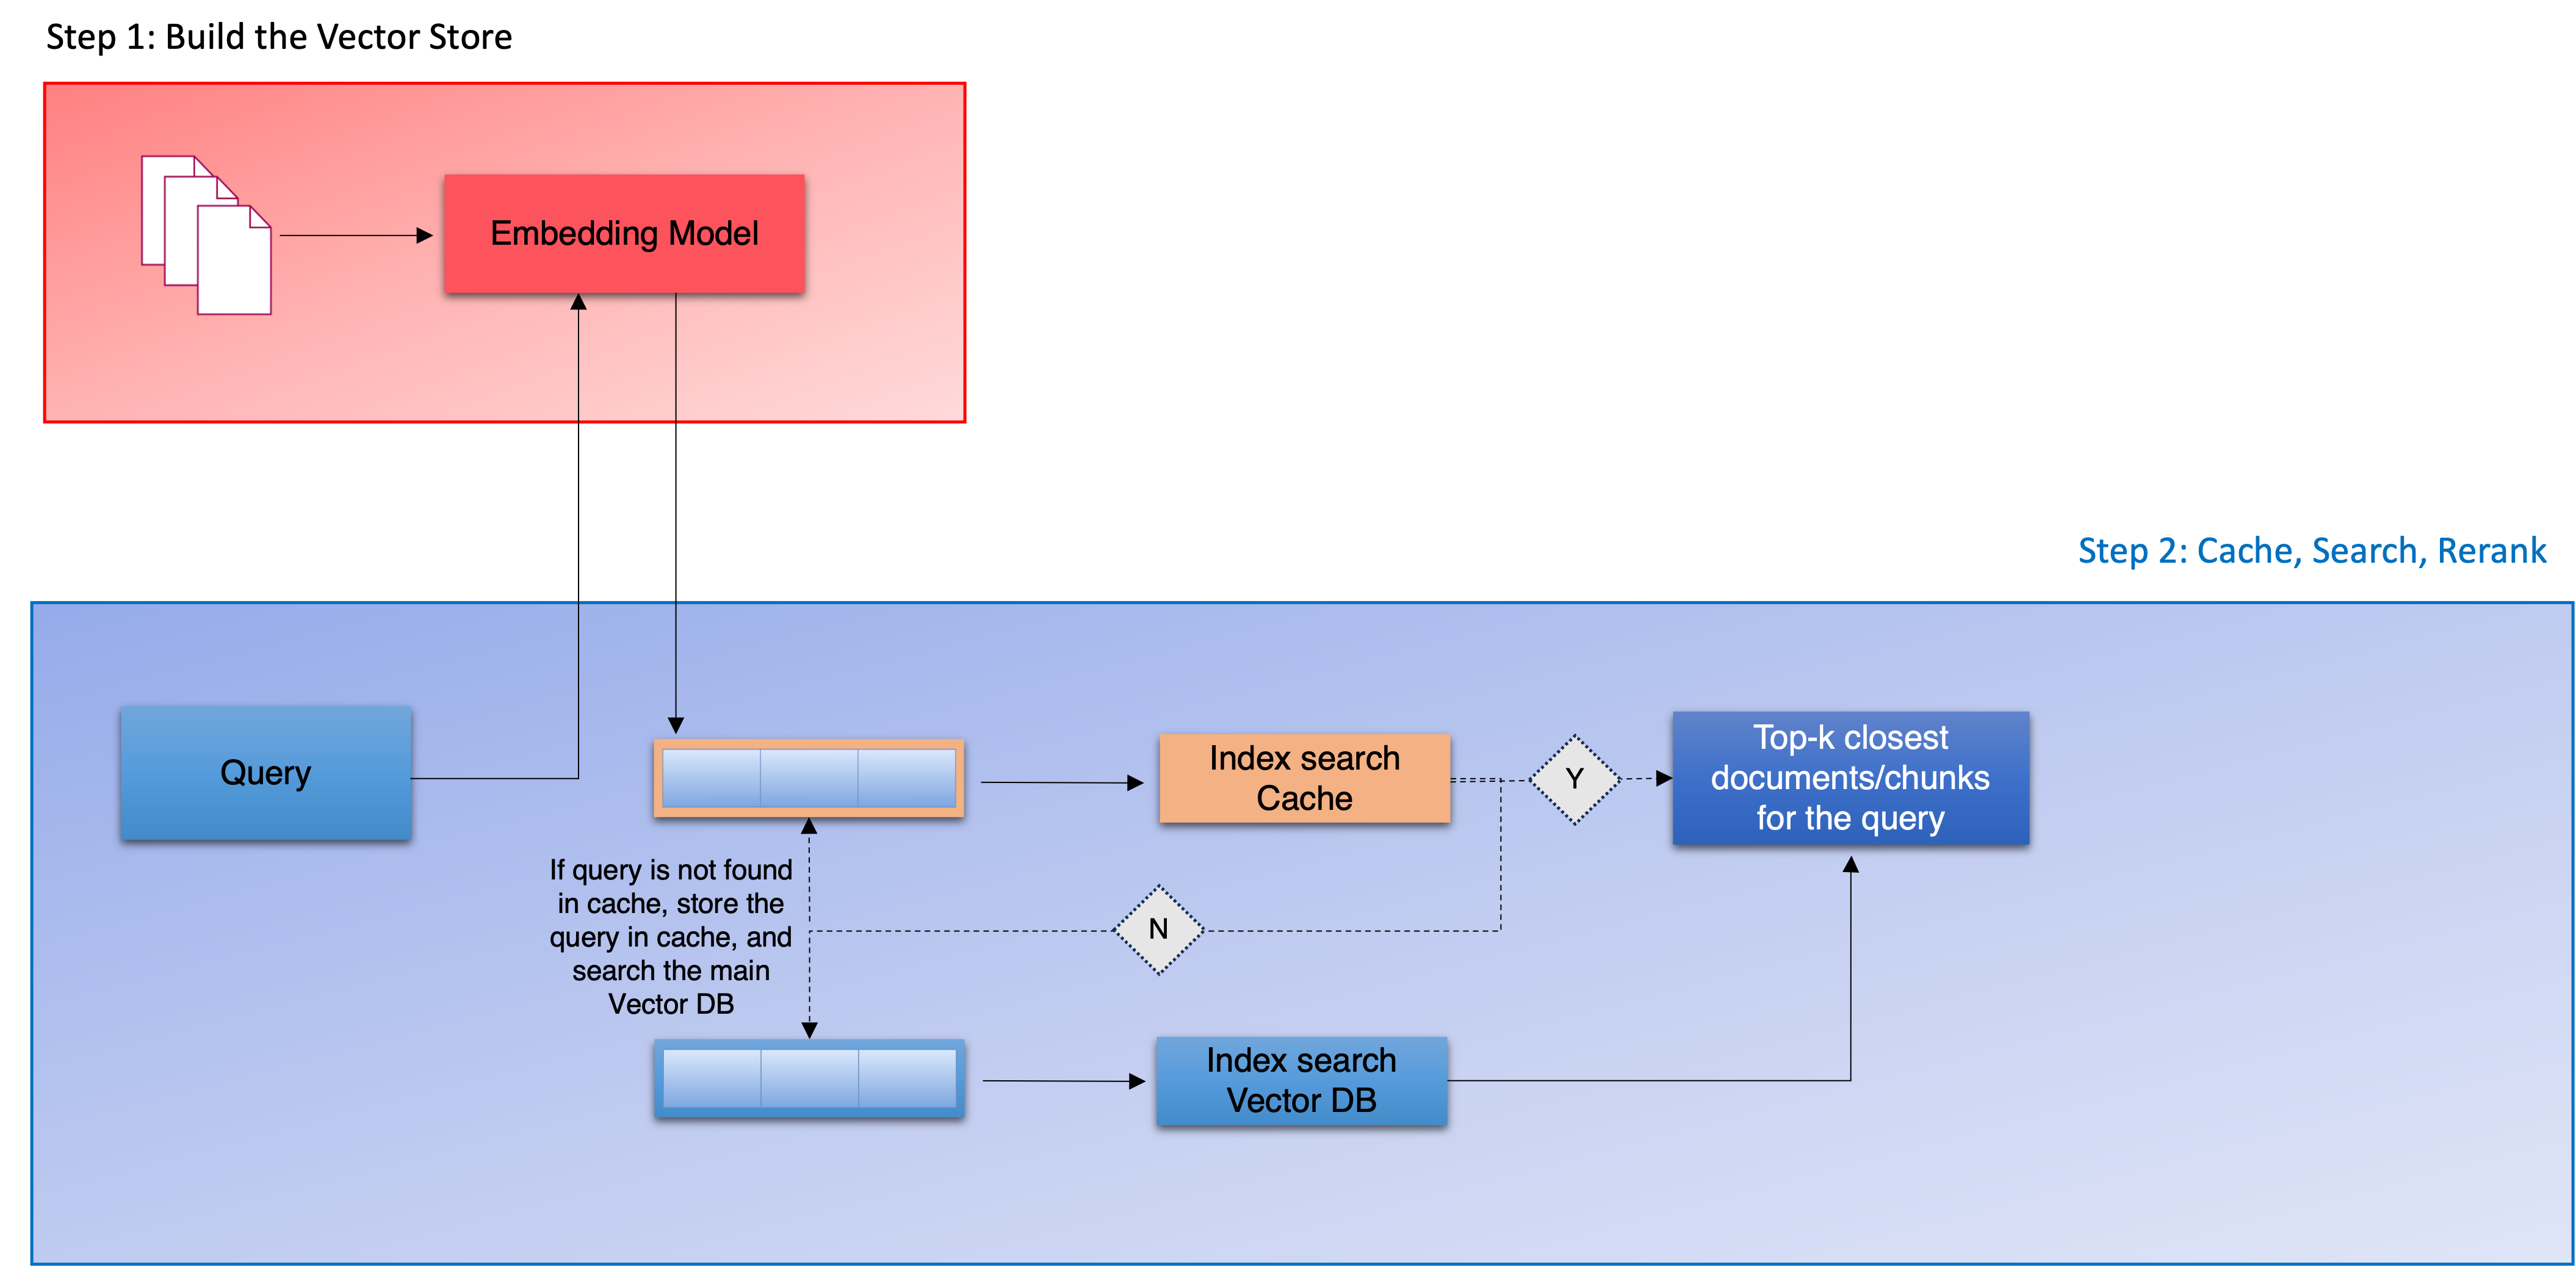 Step 1: Build the Vector Store
Embedding Model
Step 2: Cache, Search, Rerank
Query
Index search
Cache
Y
Top-k closest
documents/chunks
for the query
If query is not found
in cache, store the
query in cache, and
search the main
Vector DB
N
Index search
Vector DB